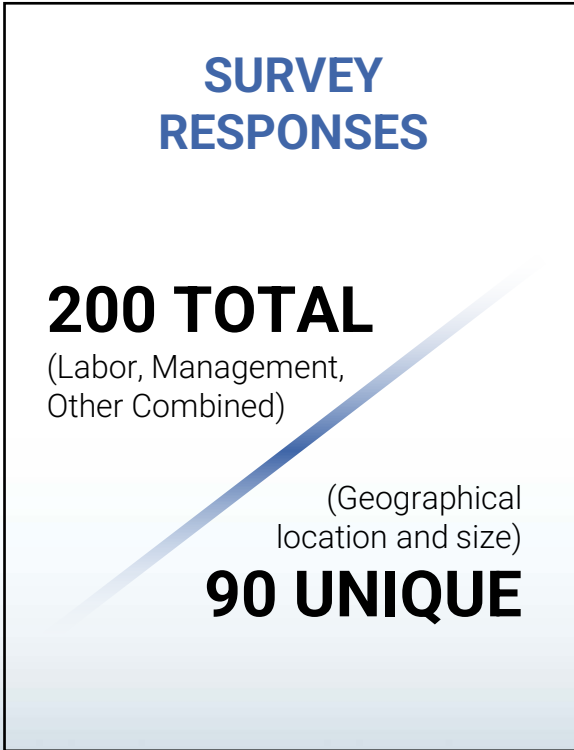 SURVEY
RESPONSES
200 TOTAL
(Labor, Management,
Other Combined)
(Geographical
location and size)
90 UNIQUE